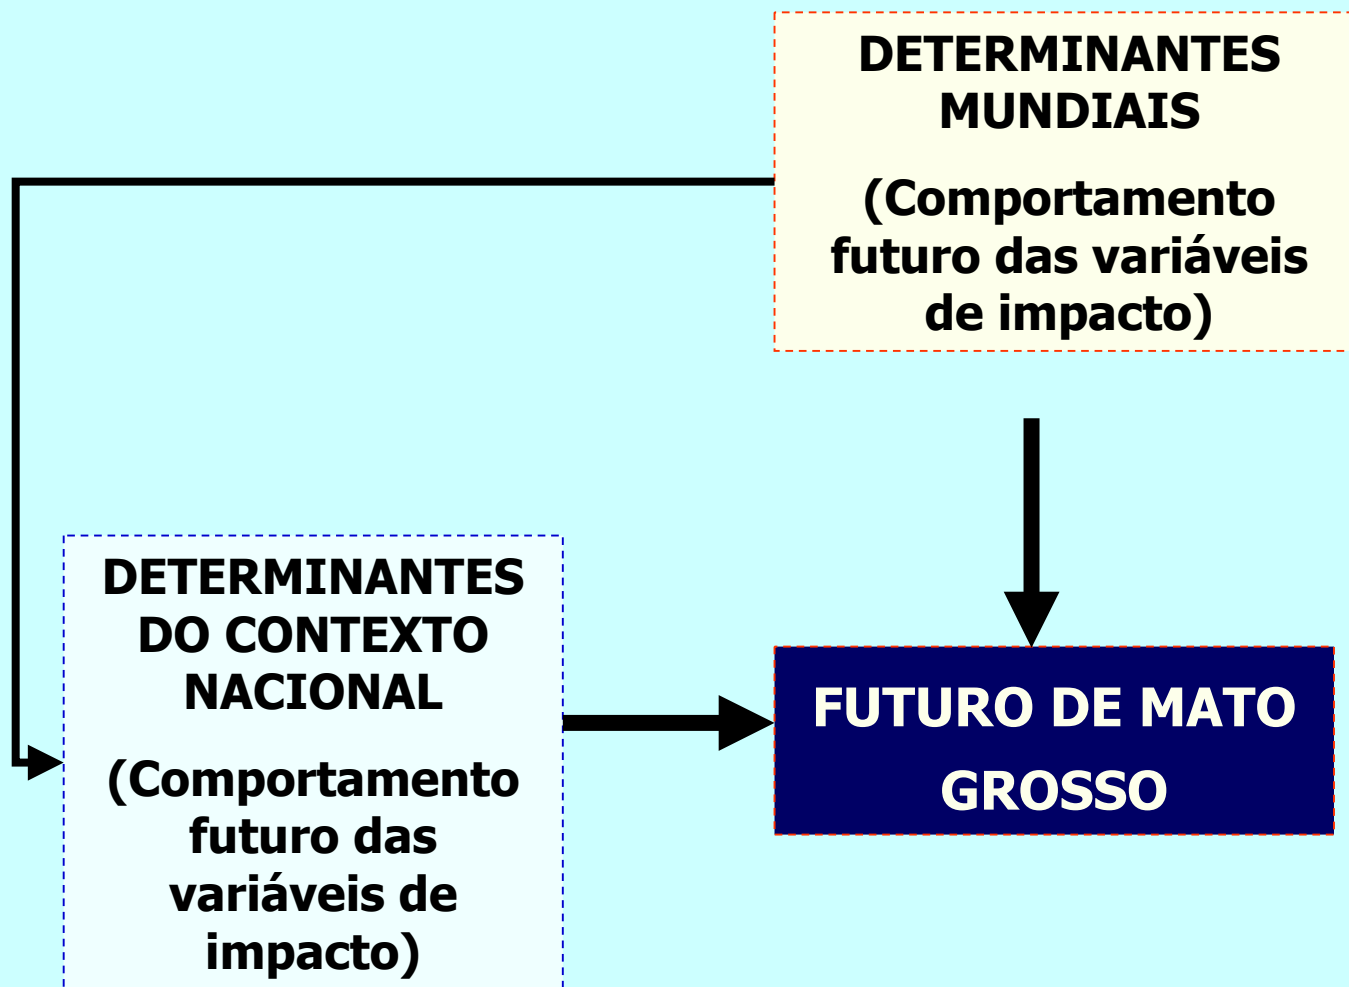 DETERMINANTES
MUNDIAIS
(Comportamento
futuro das variáveis
de impacto)
DETERMINANTES
DO CONTEXTO
NACIONAL
(Comportamento
futuro das
variáveis de
impacto)
FUTURO DE MATO
GROSSO